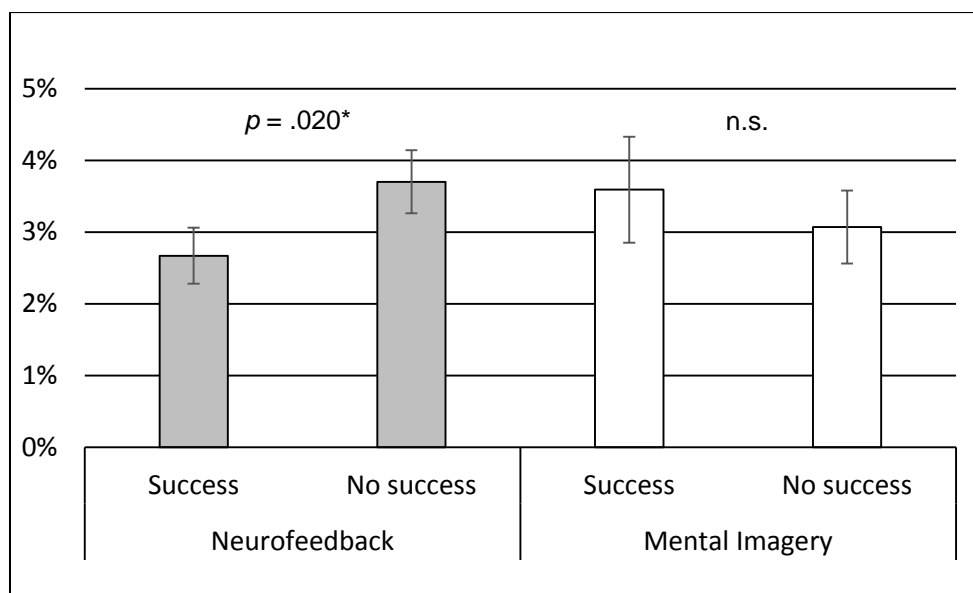 5%
p = .020* n.s.
4%
3%
2%
1%
0%
Success No success Success No success
Neurofeedback Mental Imagery